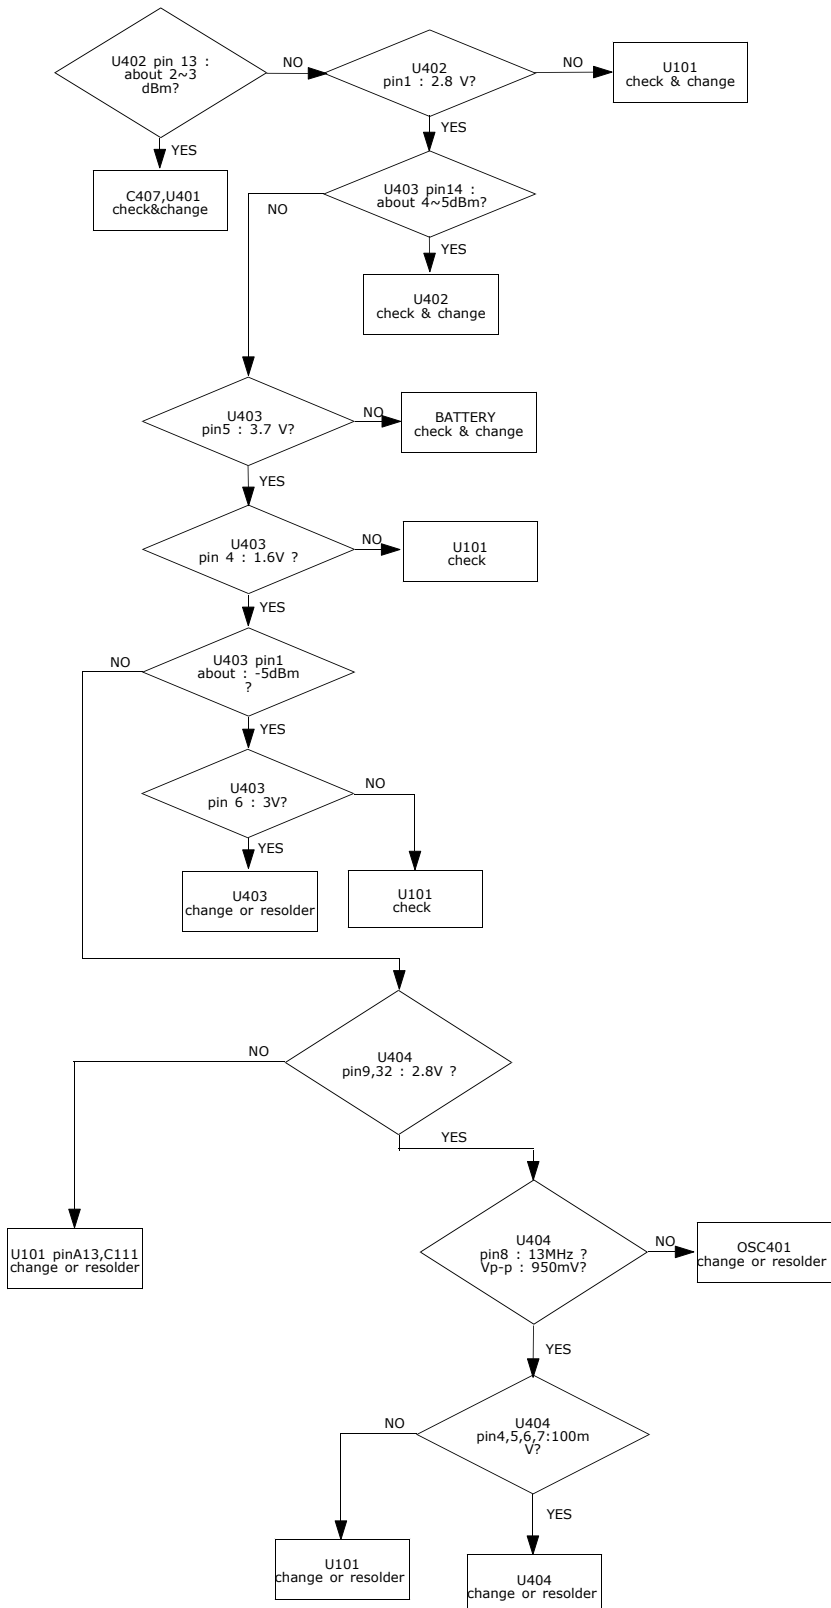 U402 pin 13 :
about 2~3
dBm?
NO
U402
pin1 : 2.8 V?
NO
U101
check & change
YES
C407,U401
check&change
YES
U403 pin14 :
about 4~5dBm?
NO
YES
U402
check & change
U403
pin5 : 3.7 V?
NO
BATTERY
check & change
YES
U403
pin 4 : 1.6V ?
NO
U101
check
YES
U403 pin1
about : -5dBm
?
NO
YES
U403
pin 6 : 3V?
NO
YES
U403
change or resolder
U101
check
U404
pin9,32 : 2.8V ?
NO
YES
U101 pinA13,C111
change or resolder
U404
pin8 : 13MHz ?
Vp-p : 950mV?
NO
OSC401
change or resolder
YES
U404
pin4,5,6,7:100m
V?
NO
YES
U101
change or resolder
U404
change or resolder